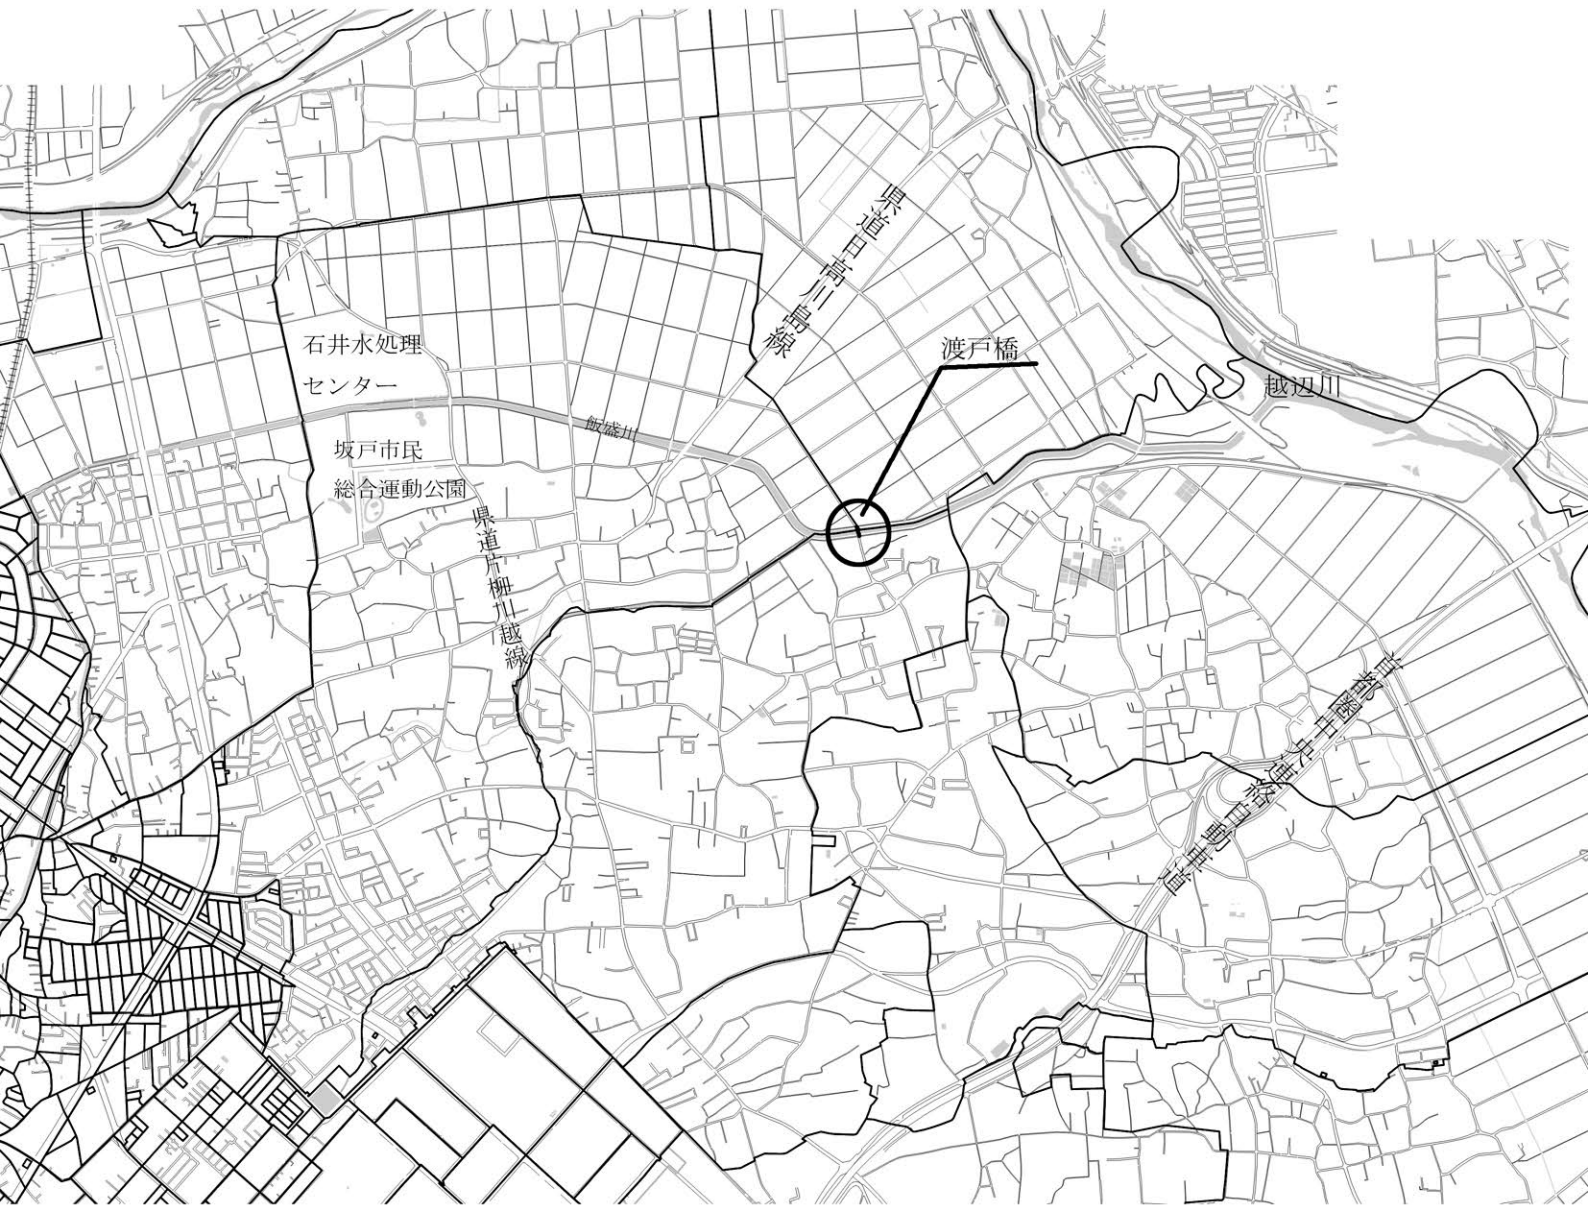 県道日高川島線
渡戸橋
石井水処理
センター
越辺川
飯盛川
坂戸市民
総合運動公園
県道片柳川越線
首都圏中央連絡自動車道